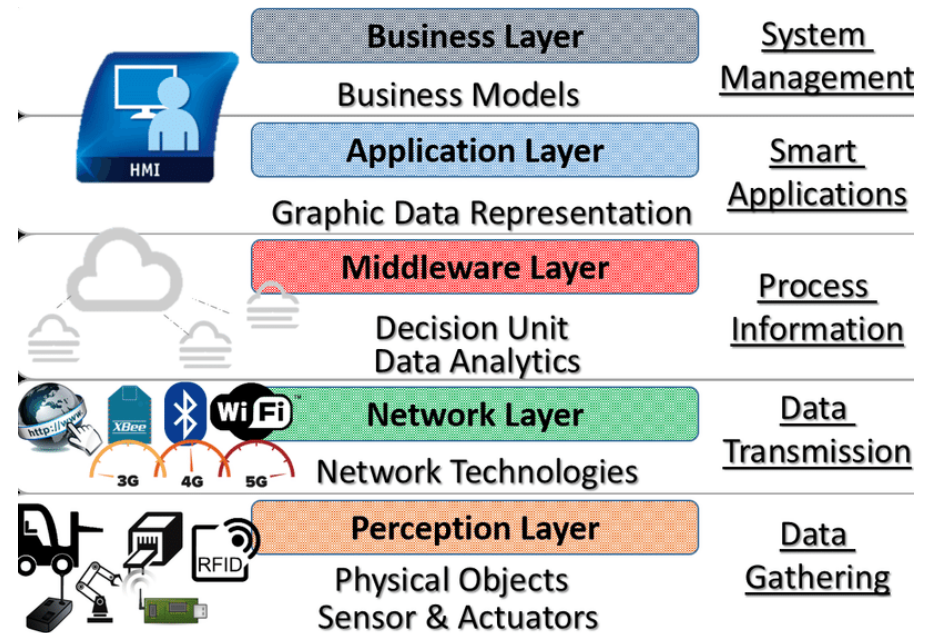 Business Layer
Business Models
System
Management
HMI
Application Layer
Graphic Data Representation
Smart
Applications
Middleware Layer
Decision Unit
Data Analytics
Process
Information
http://www.
XBee
WiFi™
3G
4G
5G
Network Layer
Network Technologies
Data
Transmission
RFID
Perception Layer
Physical Objects
Sensor & Actuators
Data
Gathering